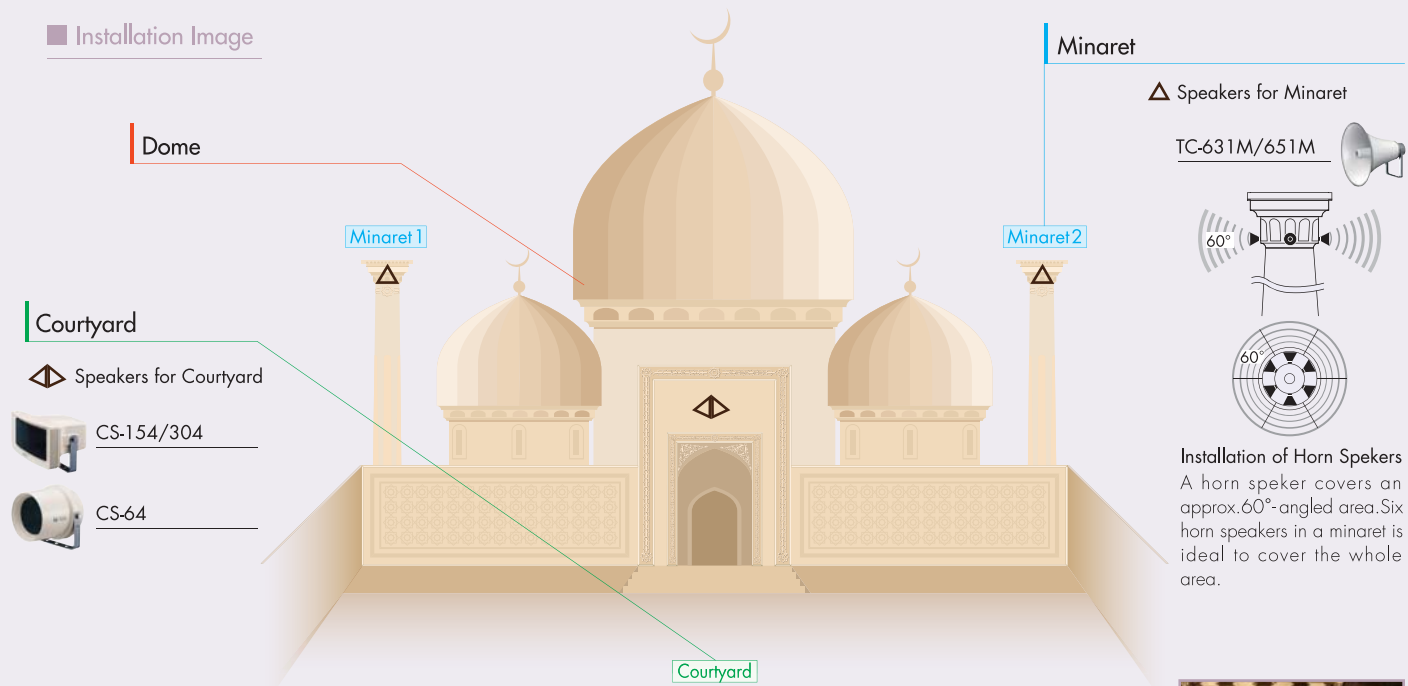 Installation Image
Dome
Minaret 1
Courtyard
Speakers for Courtyard
CS-154/304
CS-64
Courtyard
Minaret
Minaret 2
Speakers for Minaret
TC-631M/651M
60°
60°
Installation of Horn Spekers
A horn speker covers an
approx.60°-angled area.Six
horn speakers in a minaret is
ideal to cover the whole
area.